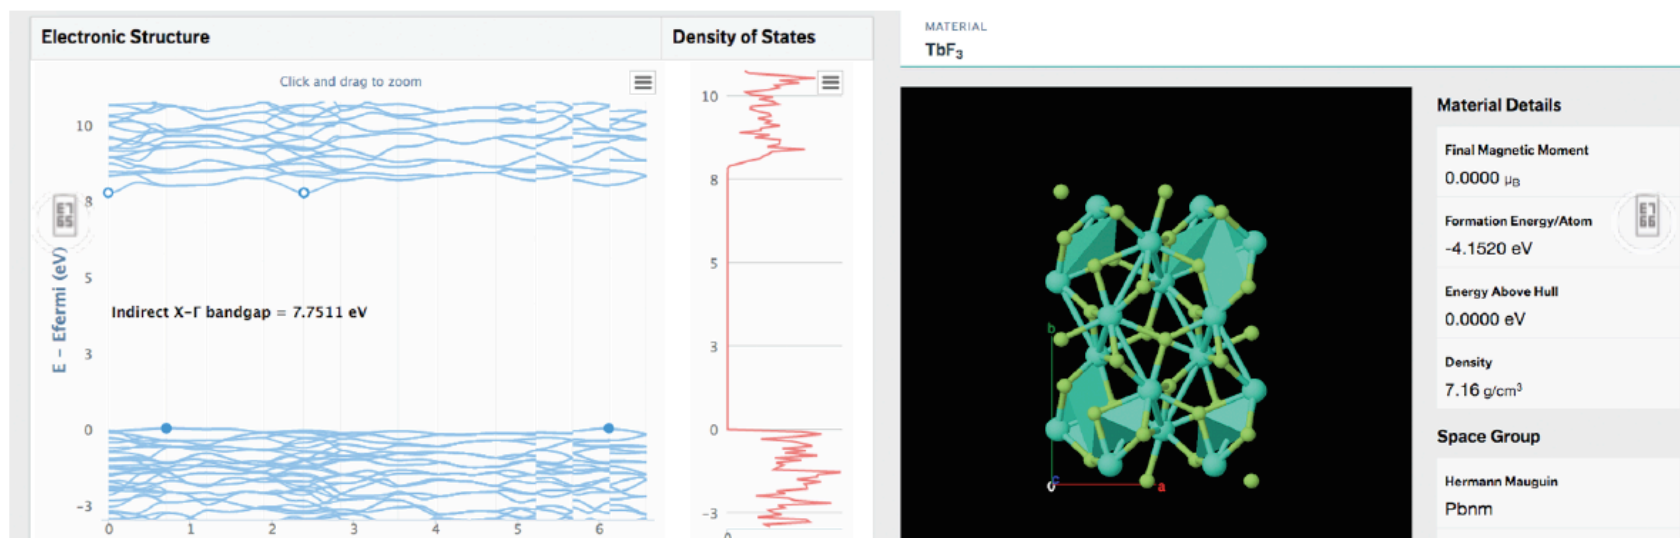 Electronic Structure
Density of States
Click and drag to zoom
10
8
5
3
0
-3
E - Efermi (eV)
Indirect X-Γ bandgap = 7.7511 eV
0
1
2
3
4
5
6
10
8
5
3
0
-3
0
MATERIAL
TbF₃
b
c
0
a
Material Details
Final Magnetic Moment
0.0000 μB
Formation Energy/Atom
-4.1520 eV
Energy Above Hull
0.0000 eV
Density
7.16 g/cm³
Space Group
Hermann Mauguin
Pbnm